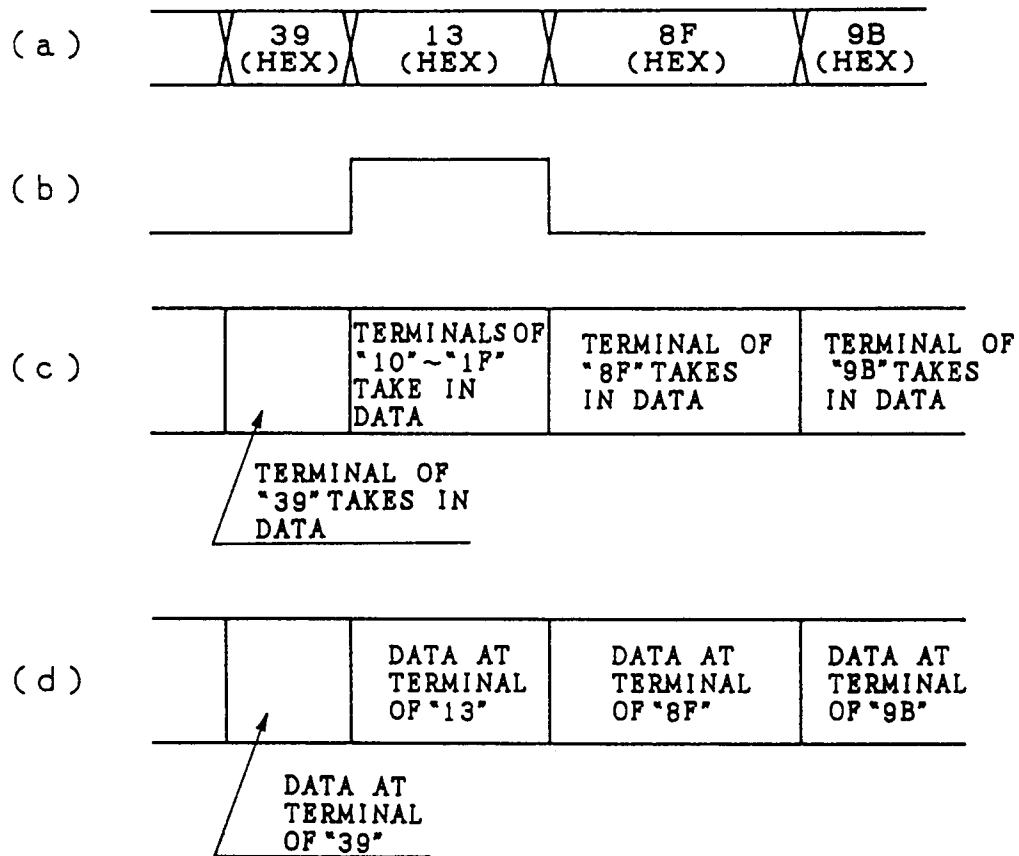 (a)
39
(HEX)
13
(HEX)
8F
(HEX)
9B
(HEX)
(b)
(c)
TERMINALS OF
"10"~"1F"
TAKE IN
DATA
TERMINAL OF
"8F" TAKES
IN DATA
TERMINAL OF
"9B" TAKES
IN DATA
TERMINAL OF
"39" TAKES IN
DATA
(d)
DATA AT
TERMINAL
OF "13"
DATA AT
TERMINAL
OF "8F"
DATA AT
TERMINAL
OF "9B"
DATA AT
TERMINAL
OF "39"